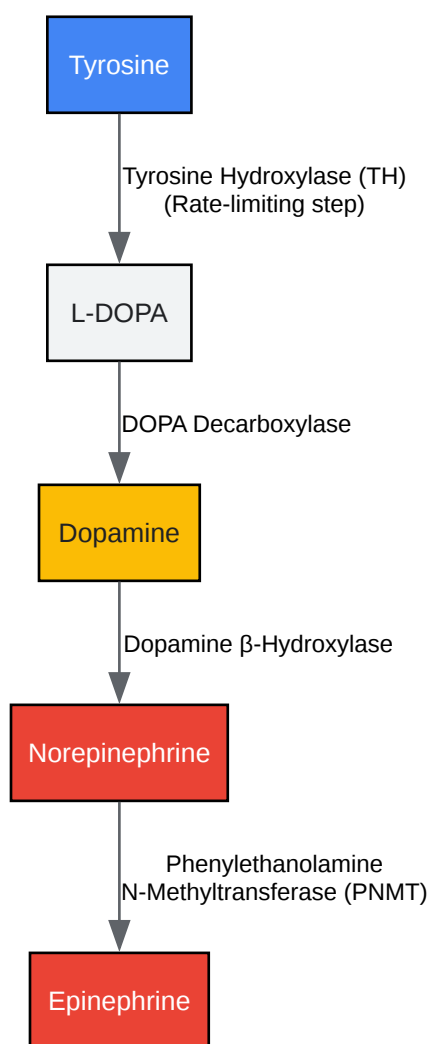 Tyrosine
Tyrosine Hydroxylase (TH)
(Rate-limiting step)
L-DOPA
DOPA Decarboxylase
Dopamine
Dopamine β-Hydroxylase
Norepinephrine
Phenylethanolamine
N-Methyltransferase (PNMT)
Epinephrine